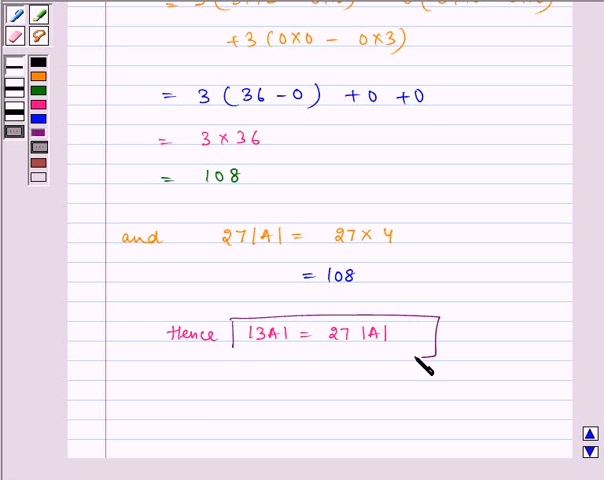 +3 (0×0 - 0×3)
= 3 (36-0) +0 +0
= 3 × 36
= 108
and 27|A| = 27 × 4
= 108
Hence |3A| = 27 |A|